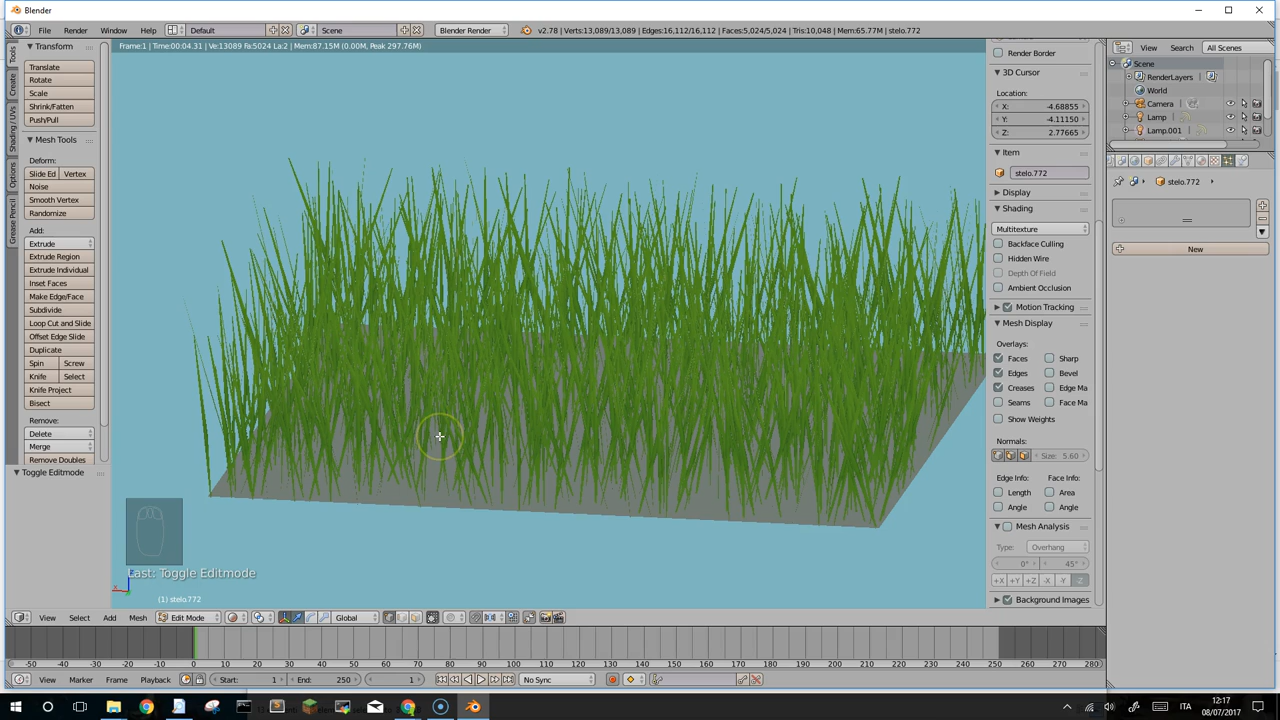 Blender
File Render Window Help Default Scene Blender Render v2.78 | Verts:13,089/13,089 | Edges:16,112/16,112 | Faces:5,024/5,024 | Tris:10,048 | Mem:65.77M | stelo.772
Frame:1 | Time:00:04.31 | Ve:13089 Fa:5024 La:2 | Mem:87.15M (0.00M, Peak 297.76M)
Tools
Create
Shading / UVs
Options
Grease Pencil
Transform
Translate
Rotate
Scale
Shrink/Fatten
Push/Pull
Mesh Tools
Deform:
Slide Ed Vertex
Noise
Smooth Vertex
Randomize
Add:
Extrude
Extrude Region
Extrude Individual
Inset Faces
Make Edge/Face
Subdivide
Loop Cut and Slide
Offset Edge Slide
Duplicate
Spin Screw
Knife Select
Knife Project
Bisect
Remove:
Delete
Merge
Remove Doubles
Toggle Editmode
Last: Toggle Editmode
(1) stelo.772
Render Border
3D Cursor
Location:
X: -4.68855
Y: -4.11150
Z: 2.77665
Item
stelo.772
Display
Shading
Multitexture
Backface Culling
Hidden Wire
Depth Of Field
Ambient Occlusion
Motion Tracking
Mesh Display
Overlays:
Faces Sharp
Edges Bevel
Creases Edge Ma
Seams Face Ma
Show Weights
Normals:
Size: 5.60
Edge Info: Face Info:
Length Area
Angle Angle
Mesh Analysis
Type: Overhang
0° 45°
+X +Y +Z -X -Y -Z
Background Images
View Search All Scenes
Scene
RenderLayers
World
Camera
Lamp
Lamp.001
stelo.772
New
View Select Add Mesh Edit Mode Global
-50 -40 -30 -20 -10 0 10 20 30 40 50 60 70 80 90 100 110 120 130 140 150 160 170 180 190 200 210 220 230 240 250 260 270 280
View Marker Frame Playback Start: 1 End: 250 1 No Sync
ITA
12:17
08/07/2017